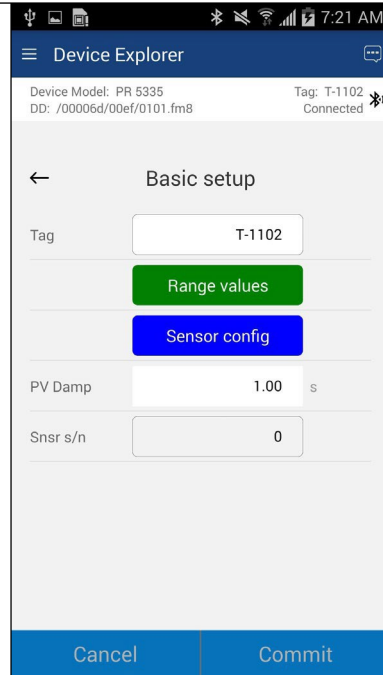 7:21 AM
Device Explorer
Device Model: PR 5335
Tag: T-1102
DD: /00006d/00ef/0101.fm8
Connected
Basic setup
Tag T-1102
Range values
Sensor config
PV Damp 1.00 s
Snsr s/n 0
Cancel Commit